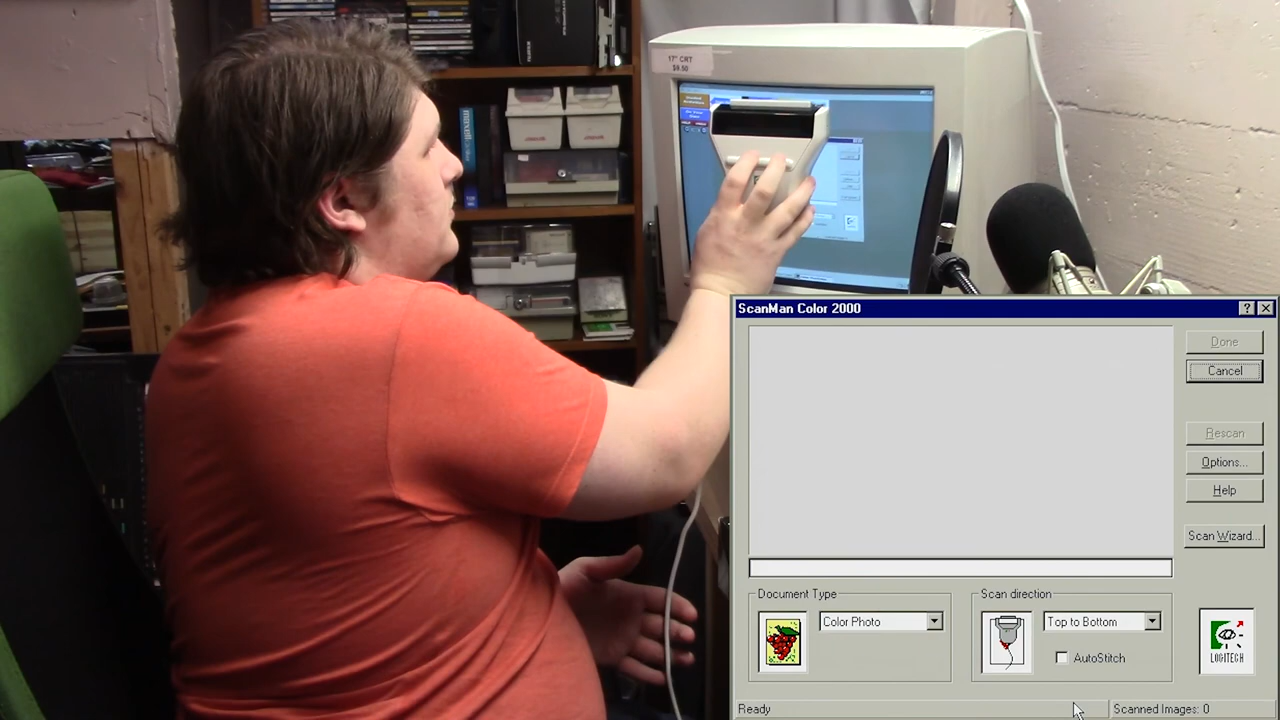 17" CRT
$9.50
maxell
ScanMan Color 2000
Done
Cancel
Rescan
Options...
Help
Scan Wizard...
Document Type
Color Photo
Scan direction
Top to Bottom
AutoStitch
LOGITECH
Ready
Scanned Images: 0